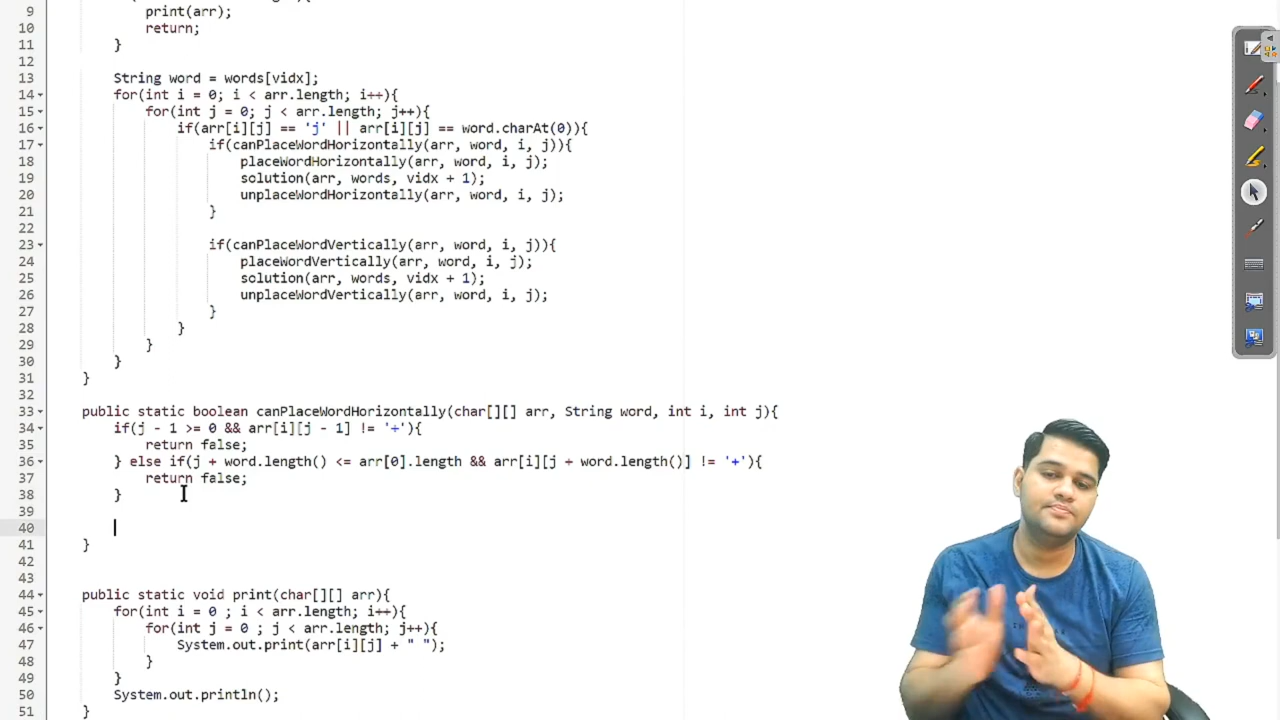 9 print(arr);
10 return;
11 }
12
13 String word = words[vidx];
14 for(int i = 0; i < arr.length; i++){
15 for(int j = 0; j < arr.length; j++){
16 if(arr[i][j] == 'j' || arr[i][j] == word.charAt(0)){
17 if(canPlaceWordHorizontally(arr, word, i, j)){
18 placeWordHorizontally(arr, word, i, j);
19 solution(arr, words, vidx + 1);
20 unplaceWordHorizontally(arr, word, i, j);
21 }
22
23 if(canPlaceWordVertically(arr, word, i, j)){
24 placeWordVertically(arr, word, i, j);
25 solution(arr, words, vidx + 1);
26 unplaceWordVertically(arr, word, i, j);
27 }
28 }
29 }
30 }
31 }
32
33 public static boolean canPlaceWordHorizontally(char[][] arr, String word, int i, int j){
34 if(j - 1 >= 0 && arr[i][j - 1] != '+'){
35 return false;
36 } else if(j + word.length() <= arr[0].length && arr[i][j + word.length()] != '+'){
37 return false;
38 }
39
40
41 }
42
43
44 public static void print(char[][] arr){
45 for(int i = 0 ; i < arr.length; i++){
46 for(int j = 0 ; j < arr.length; j++){
47 System.out.print(arr[i][j] + " ");
48 }
49 }
50 System.out.println();
51 }